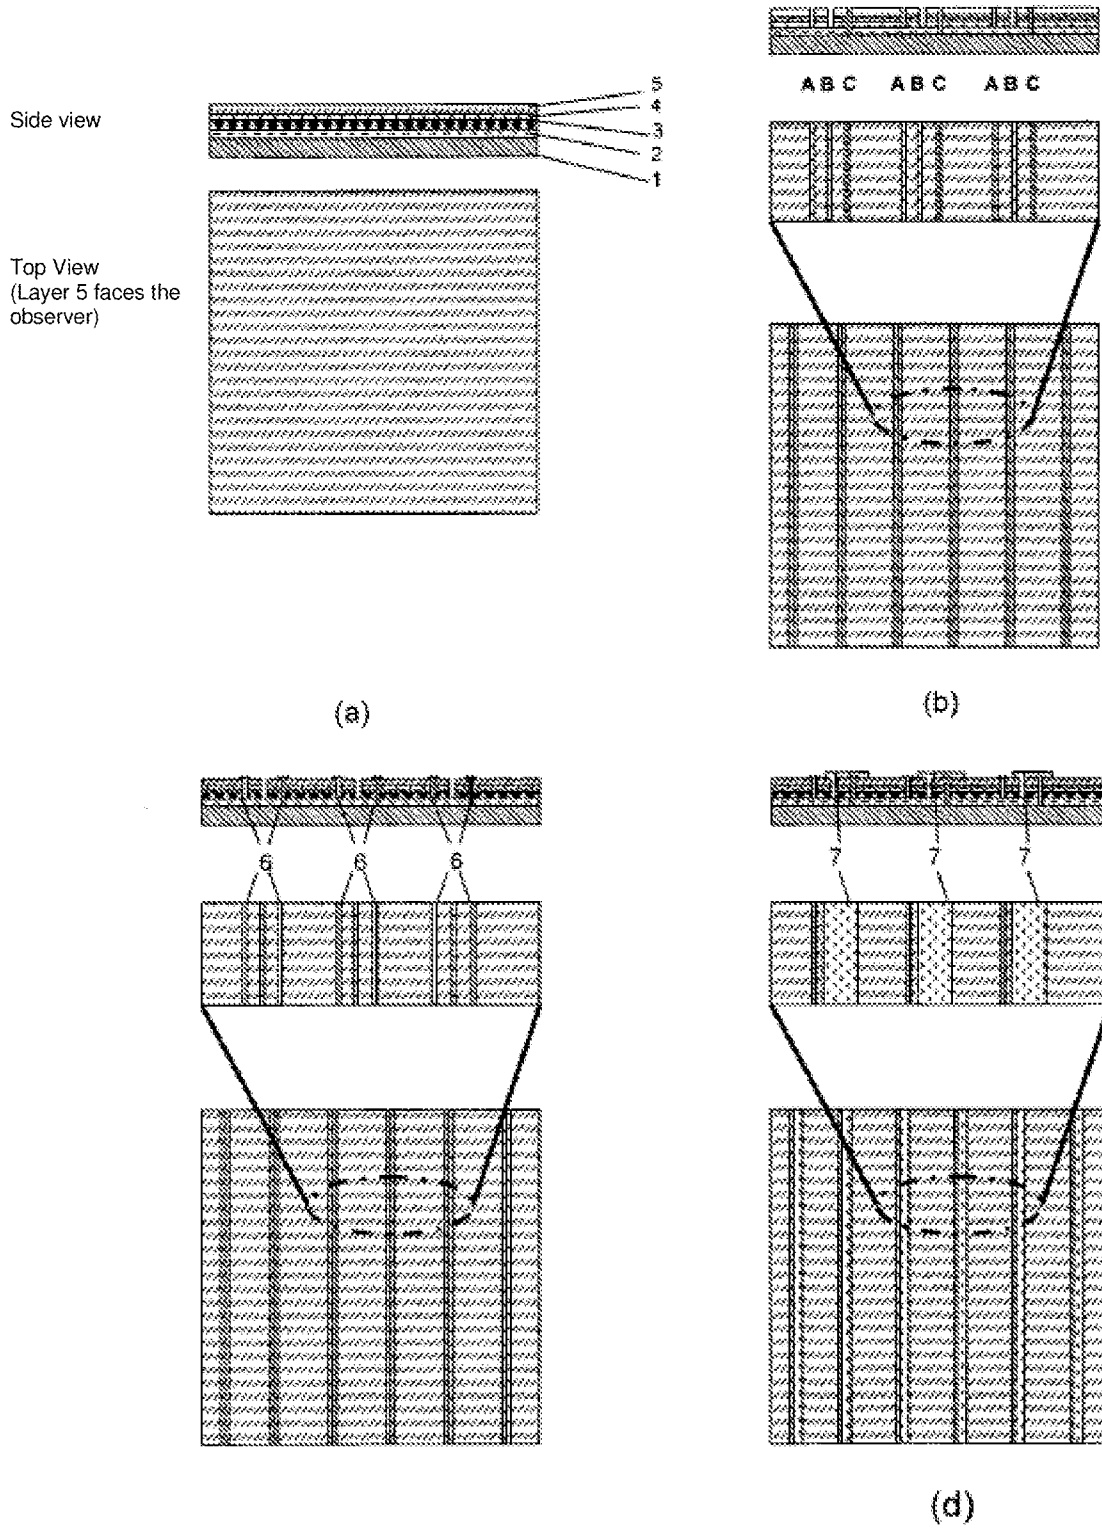 Side view
5
4
3
2
1
Top View
(Layer 5 faces the
observer)
(a)
A B C A B C A B C
(b)
6 6 6
7 7 7
(d)